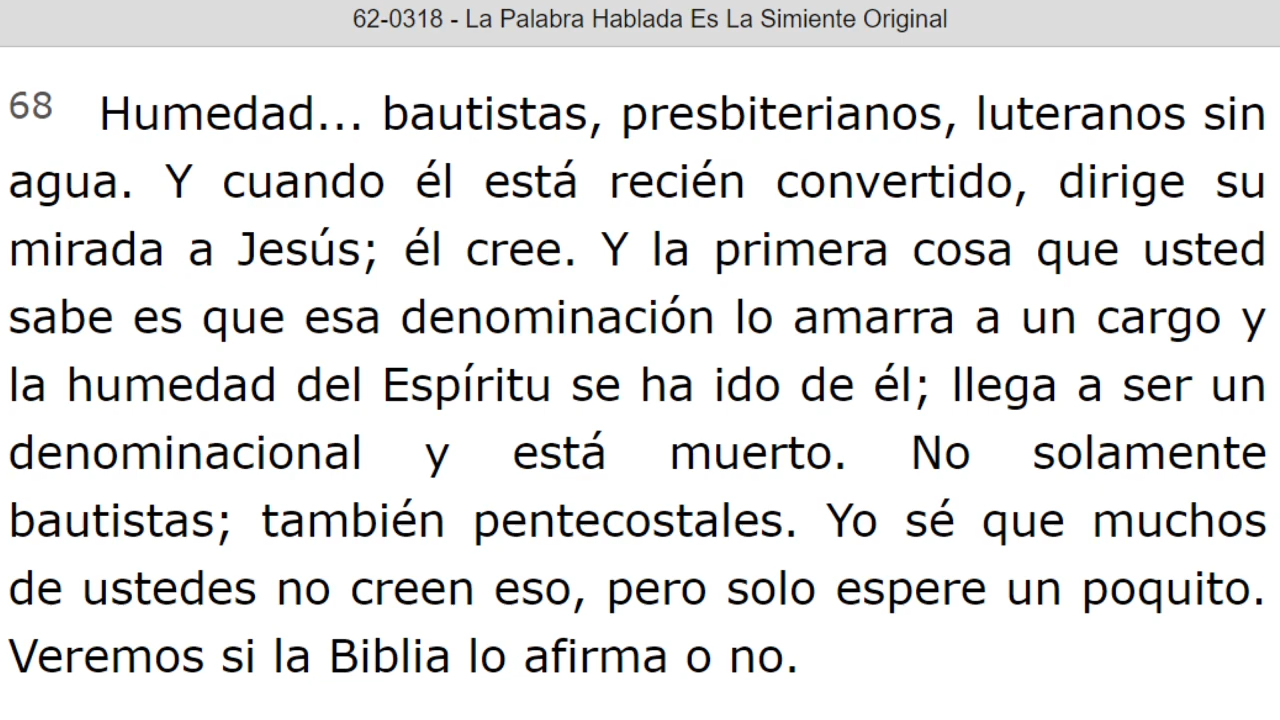 62-0318 - La Palabra Hablada Es La Simiente Original
68 Humedad... bautistas, presbiterianos, luteranos sin
agua. Y cuando él está recién convertido, dirige su
mirada a Jesús; él cree. Y la primera cosa que usted
sabe es que esa denominación lo amarra a un cargo y
la humedad del Espíritu se ha ido de él; llega a ser un
denominacional y está muerto. No solamente
bautistas; también pentecostales. Yo sé que muchos
de ustedes no creen eso, pero solo espere un poquito.
Veremos si la Biblia lo afirma o no.